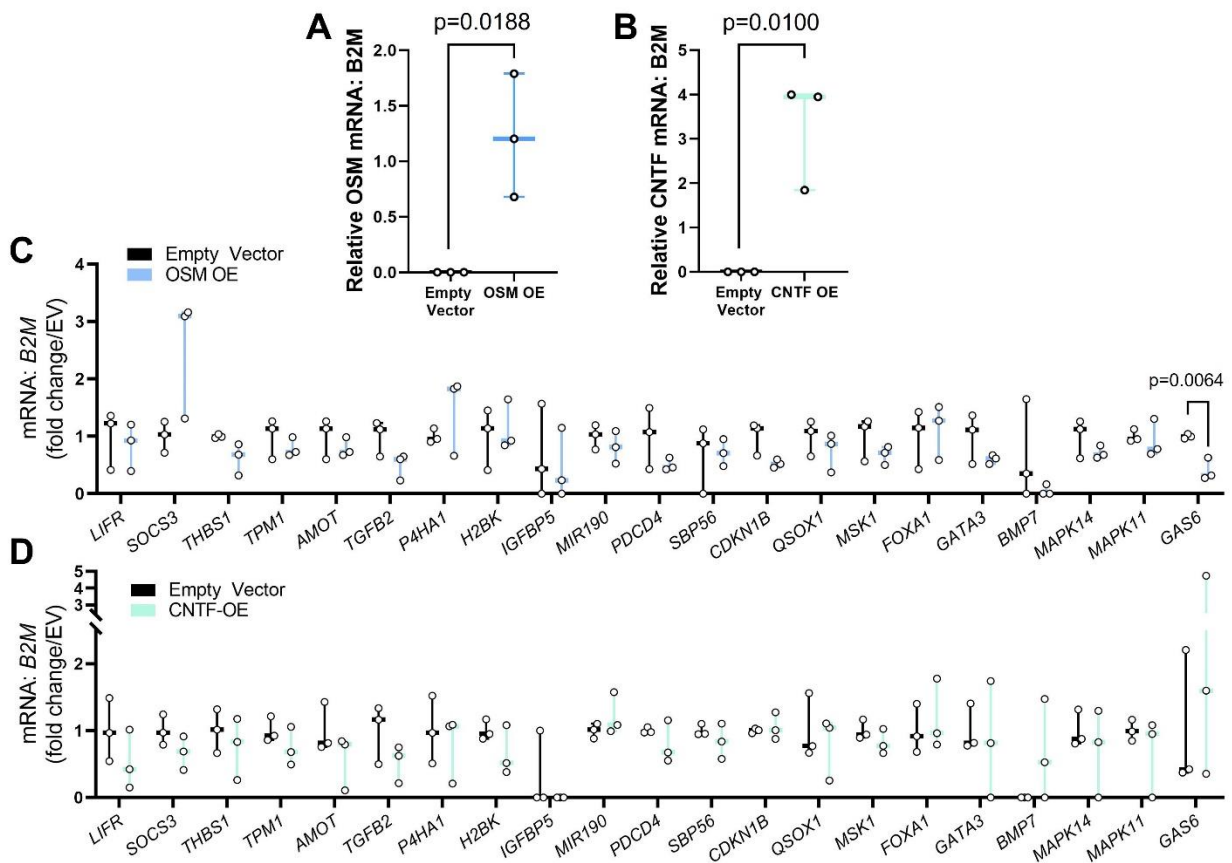 A
p=0.0188
Relative OSM mRNA: B2M
2.0
1.5
1.0
0.5
0.0
Empty Vector
OSM OE
B
p=0.0100
Relative CNTF mRNA: B2M
5
4
3
2
1
0
Empty Vector
CNTF OE
C
Empty Vector
OSM OE
mRNA: B2M
(fold change/EV)
4
3
2
1
0
p=0.0064
LIFR
SOCS3
THBS1
TPM1
AMOT
TGFB2
P4HA1
H2BK
IGFBP5
MIR190
PDCD4
SBP56
CDKN1B
QSOX1
MSK1
FOXA1
GATA3
BMP7
MAPK14
MAPK11
GAS6
D
Empty Vector
CNTF-OE
mRNA: B2M
(fold change/EV)
5
4
3
2
1
0
LIFR
SOCS3
THBS1
TPM1
AMOT
TGFB2
P4HA1
H2BK
IGFBP5
MIR190
PDCD4
SBP56
CDKN1B
QSOX1
MSK1
FOXA1
GATA3
BMP7
MAPK14
MAPK11
GAS6